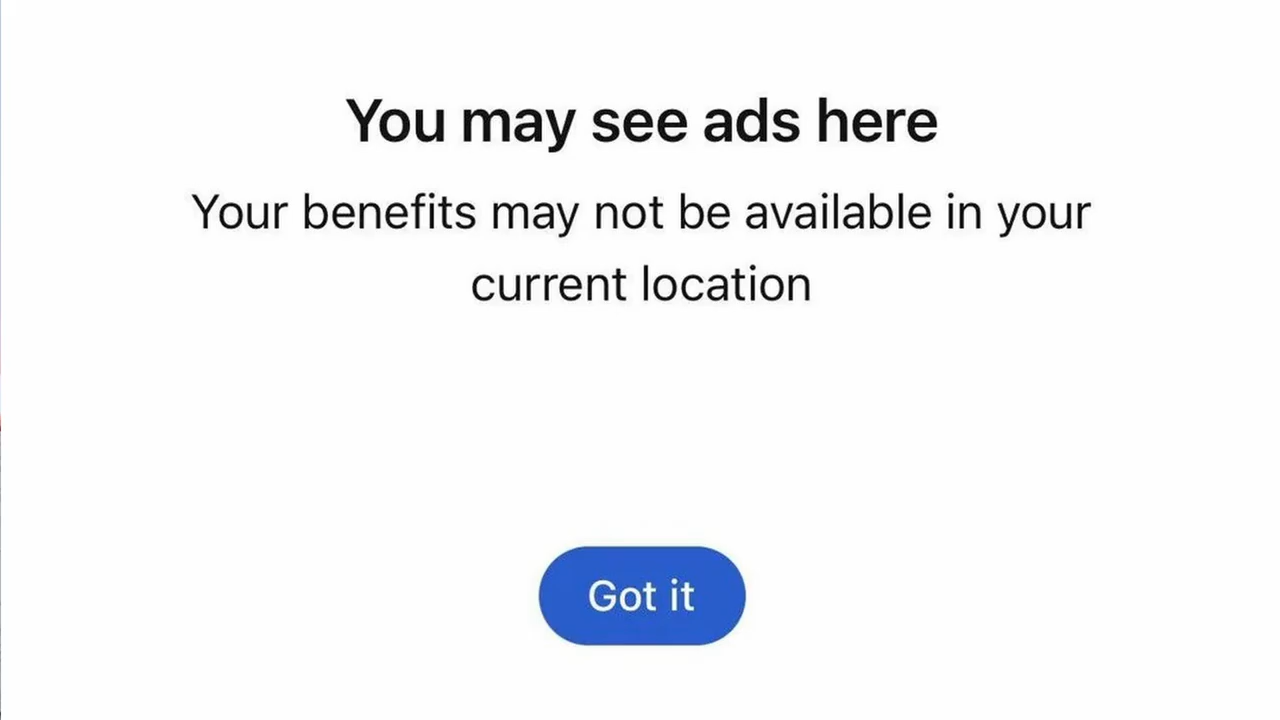 You may see ads here
Your benefits may not be available in your
current location
Got it